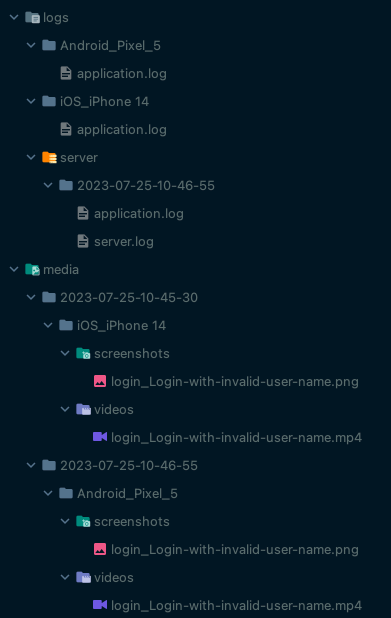 logs
Android_Pixel_5
application.log
iOS_iPhone 14
application.log
server
2023-07-25-10-46-55
application.log
server.log
media
2023-07-25-10-45-30
iOS_iPhone 14
screenshots
login_Login-with-invalid-user-name.png
videos
login_Login-with-invalid-user-name.mp4
2023-07-25-10-46-55
Android_Pixel_5
screenshots
login_Login-with-invalid-user-name.png
videos
login_Login-with-invalid-user-name.mp4